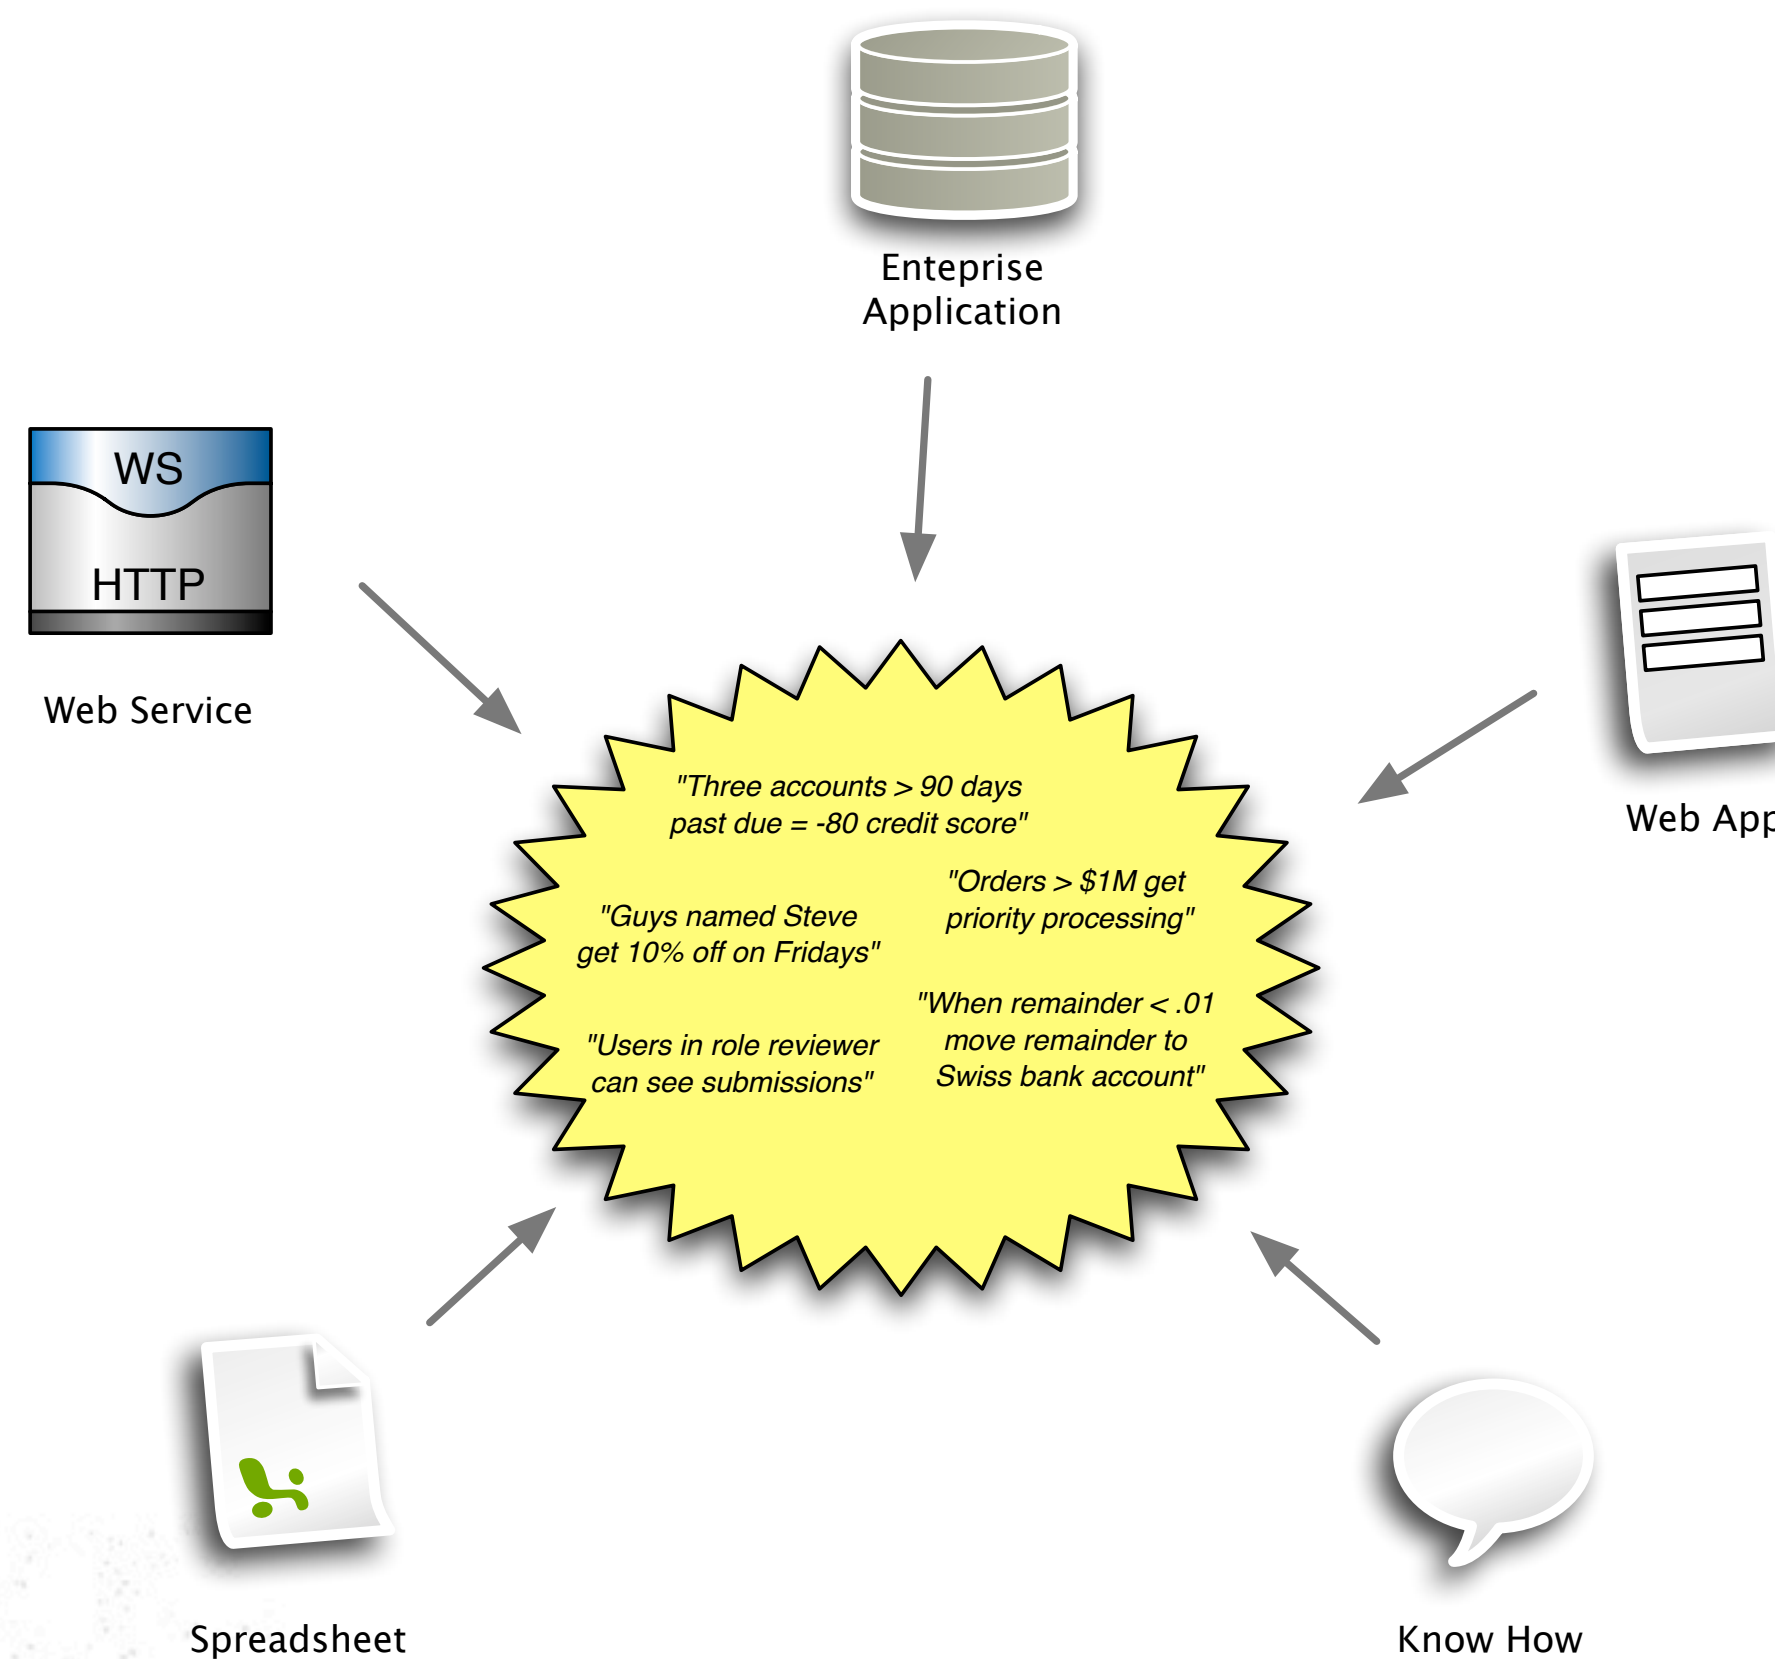 Enteprise
Application
WS
HTTP
Web Service
Web App
"Three accounts > 90 days
past due = -80 credit score"
"Orders > $1M get
priority processing"
"Guys named Steve
get 10% off on Fridays"
"When remainder < .01
move remainder to
Swiss bank account"
"Users in role reviewer
can see submissions"
Spreadsheet
Know How